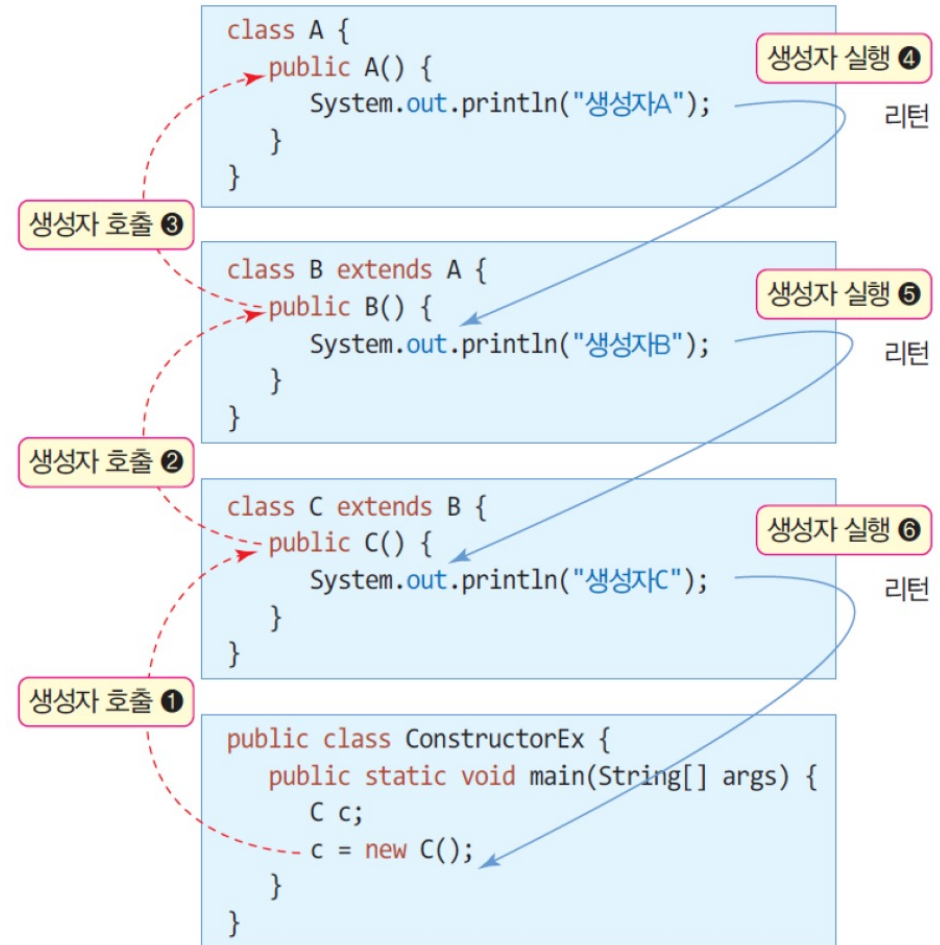 class A {
public A() {
System.out.println("생성자A");
}
}
생성자 실행 ❹
리턴
생성자 호출 ❸
class B extends A {
public B() {
System.out.println("생성자B");
}
}
생성자 실행 ❺
리턴
생성자 호출 ❷
class C extends B {
public C() {
System.out.println("생성자C");
}
}
생성자 실행 ❻
리턴
생성자 호출 ❶
public class ConstructorEx {
public static void main(String[] args) {
C c;
c = new C();
}
}